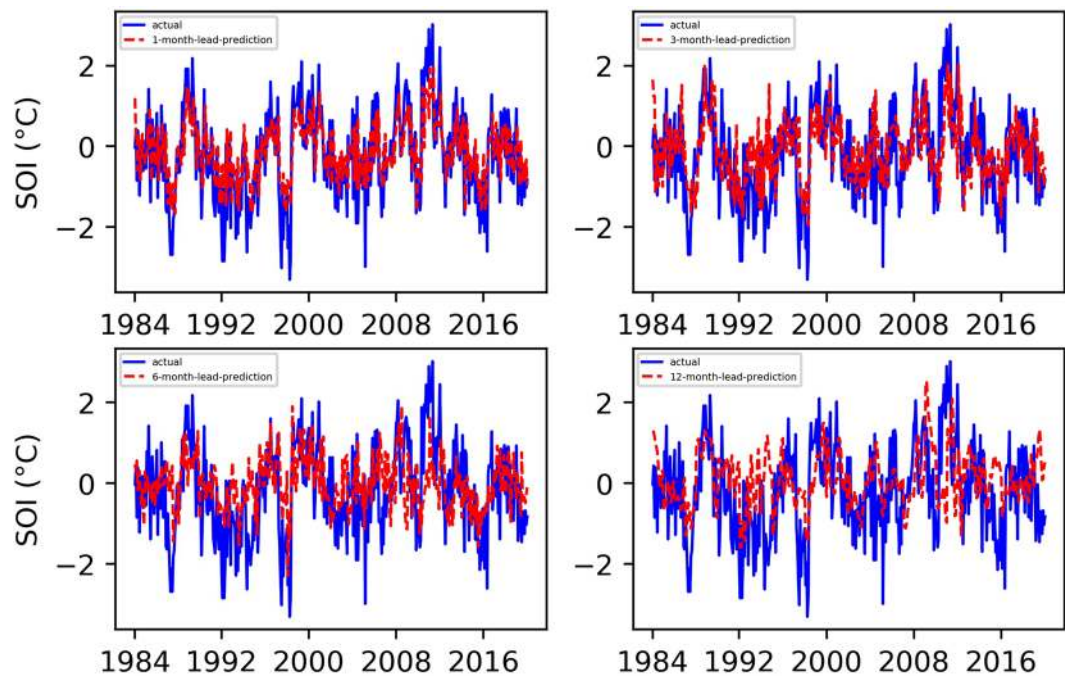 actual
1-month-lead-prediction
actual
3-month-lead-prediction
SOI (°C)
2
0
−2
2
0
−2
1984 1992 2000 2008 2016
1984 1992 2000 2008 2016
actual
6-month-lead-prediction
actual
12-month-lead-prediction
SOI (°C)
2
0
−2
2
0
−2
1984 1992 2000 2008 2016
1984 1992 2000 2008 2016